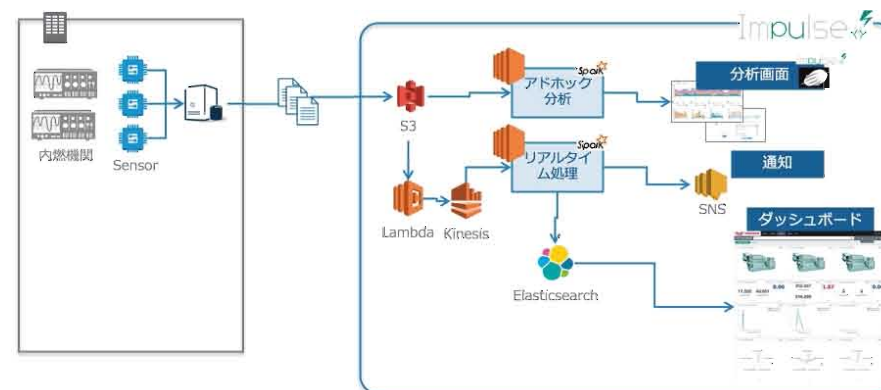 Impulse
内燃機関
Sensor
S3
Spark
アドホック
分析
分析画面
Lambda
Kinesis
Spark
リアルタイ
ム処理
SNS
通知
Elasticsearch
ダッシュボード